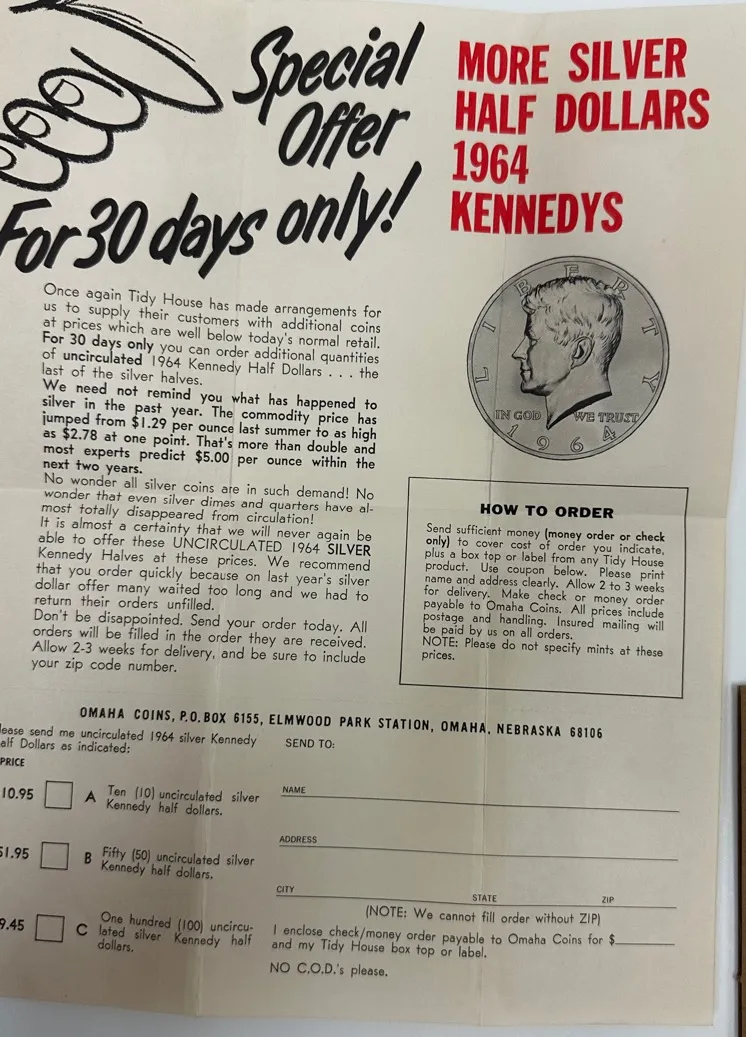 Special
Offer
For 30 days only!
MORE SILVER
HALF DOLLARS
1964
KENNEDYS
LIBERTY
IN GOD WE TRUST
1964
Once again Tidy House has made arrangements for
us to supply their customers with additional coins
at prices which are well below today's normal retail.
For 30 days only you can order additional quantities
of uncirculated 1964 Kennedy Half Dollars . . . the
last of the silver halves.
We need not remind you what has happened to
silver in the past year. The commodity price has
jumped from $1.29 per ounce last summer to as high
as $2.78 at one point. That's more than double and
most experts predict $5.00 per ounce within the
next two years.
No wonder all silver coins are in such demand! No
wonder that even silver dimes and quarters have al-
most totally disappeared from circulation!
It is almost a certainty that we will never again be
able to offer these UNCIRCULATED 1964 SILVER
Kennedy Halves at these prices. We recommend
that you order quickly because on last year's silver
dollar offer many waited too long and we had to
return their orders unfilled.
Don't be disappointed. Send your order today. All
orders will be filled in the order they are received.
Allow 2-3 weeks for delivery, and be sure to include
your zip code number.
HOW TO ORDER
Send sufficient money (money order or check
only) to cover cost of order you indicate,
plus a box top or label from any Tidy House
product. Use coupon below. Please print
name and address clearly. Allow 2 to 3 weeks
for delivery. Make check or money order
payable to Omaha Coins. All prices include
postage and handling. Insured mailing will
be paid by us on all orders.
NOTE: Please do not specify mints at these
prices.
OMAHA COINS, P.O. BOX 6155, ELMWOOD PARK STATION, OMAHA, NEBRASKA 68106
lease send me uncirculated 1964 silver Kennedy
alf Dollars as indicated:
PRICE
10.95 A Ten (10) uncirculated silver
Kennedy half dollars.
51.95 B Fifty (50) uncirculated silver
Kennedy half dollars.
9.45 C One hundred (100) uncircu-
lated silver Kennedy half
dollars.
SEND TO:
NAME
ADDRESS
CITY STATE ZIP
(NOTE: We cannot fill order without ZIP)
I enclose check/money order payable to Omaha Coins for $
and my Tidy House box top or label.
NO C.O.D.'s please.